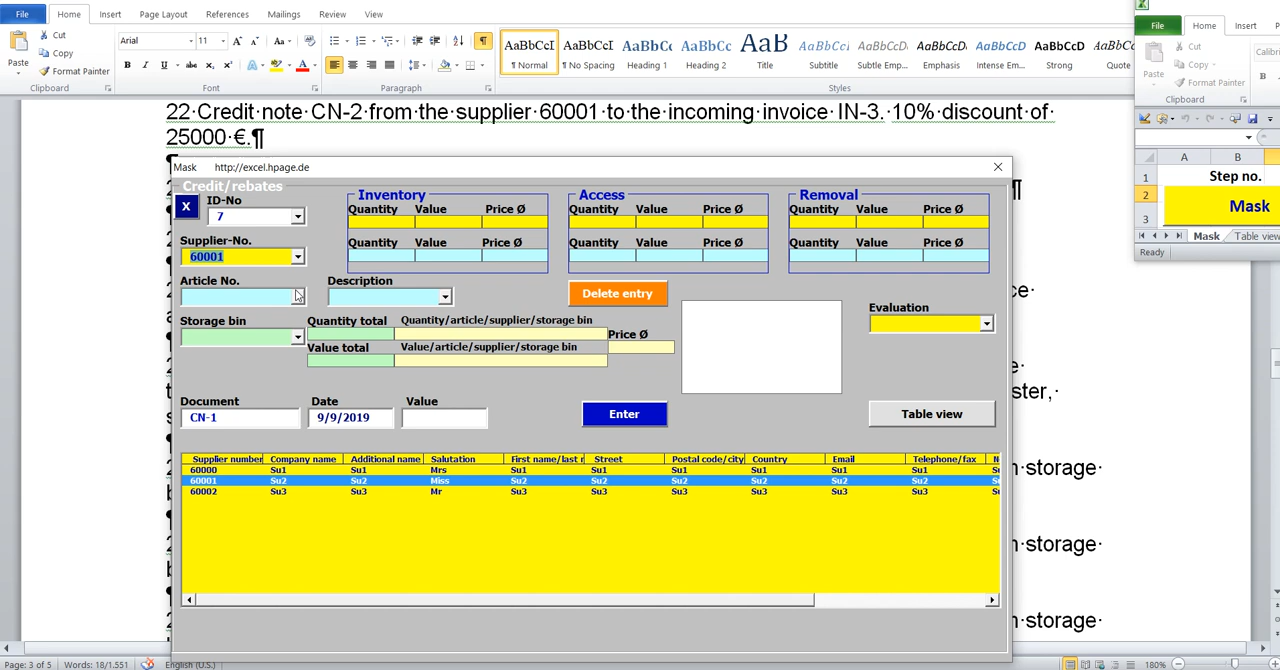 File Home Insert Page Layout References Mailings Review View
Cut
Copy
Paste Format Painter
Arial 11
AaBbCcI AaBbCcI AaBbCc AaBbCc AaB AaBbCcI AaBbCcI AaBbCcI AaBbCcI AaBbCc
¶ Normal ¶ No Spacing Heading 1 Heading 2 Title Subtitle Subtle Emp... Emphasis Intense Em... Strong Quote
Clipboard Font Paragraph Styles
22·Credit·note·CN-2·from·the·supplier·60001·to·the·incoming·invoice·IN-3.·10%·discount·of·
25000·€.¶
Mask http://excel.hpage.de
Credit/rebates
X
ID-No
7
Supplier-No.
60001
Article No. Description
Storage bin
Inventory
Quantity Value Price Ø
Quantity Value Price Ø
Access
Quantity Value Price Ø
Quantity Value Price Ø
Removal
Quantity Value Price Ø
Quantity Value Price Ø
Delete entry
Evaluation
Quantity total Quantity/article/supplier/storage bin
Price Ø
Value total Value/article/supplier/storage bin
Document Date Value
CN-1 9/9/2019
Enter
Table view
Supplier number Company name Additional name Salutation First name/last r Street Postal code/city Country Email Telephone/fax
60000 Su1 Su1 Mrs Su1 Su1 Su1 Su1 Su1 Su1
60001 Su2 Su2 Miss Su2 Su2 Su2 Su2 Su2 Su2
60002 Su3 Su3 Mr Su3 Su3 Su3 Su3 Su3 Su3
storage·
storage·
storage·
storage·
Page: 3 of 5 Words: 18/1.551 English (U.S.) 180%
File Home Insert
Cut
Copy
Paste Format Painter
Clipboard
Calibri
B
A B
1 Step no.
2 Mask
3
Mask Table view
Ready